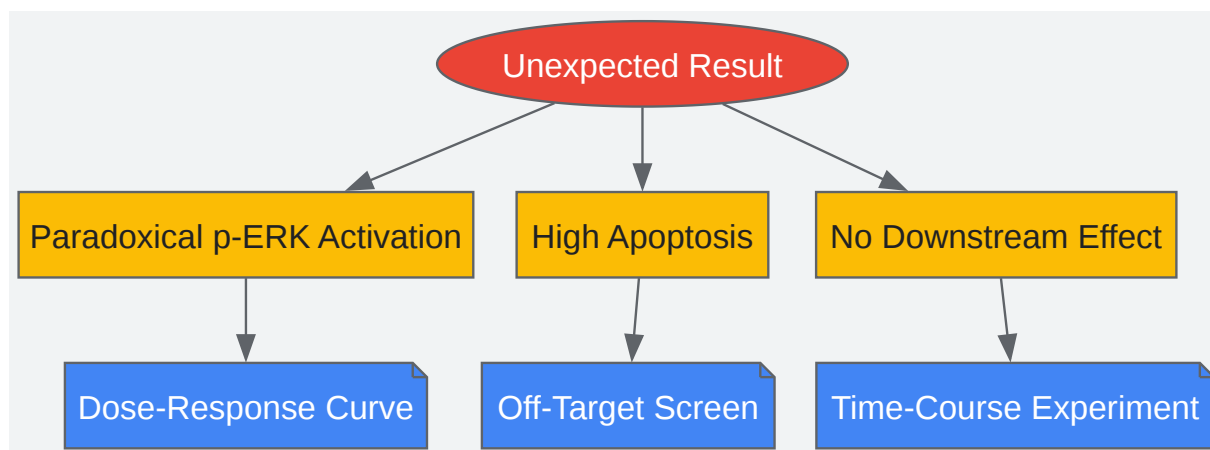 Unexpected Result
Paradoxical p-ERK Activation
High Apoptosis
No Downstream Effect
Dose-Response Curve
Off-Target Screen
Time-Course Experiment